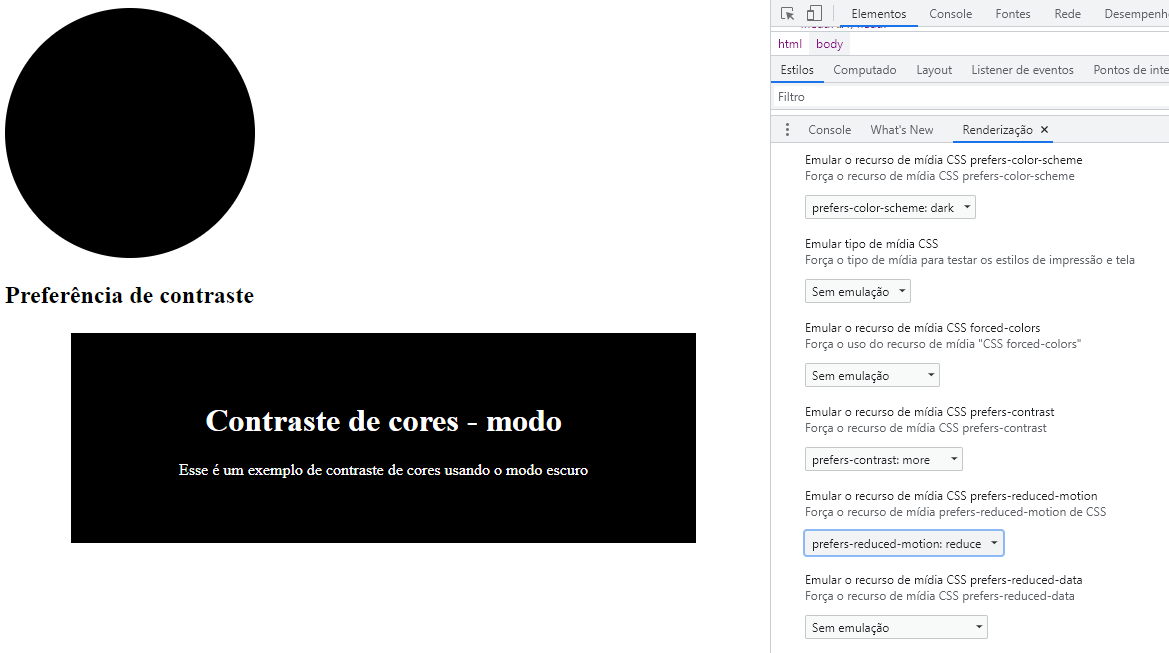 Preferência de contraste
Contraste de cores - modo
Esse é um exemplo de contraste de cores usando o modo escuro
Elementos Console Fontes Rede Desempenh
html body
Estilos Computado Layout Listener de eventos Pontos de inte
Filtro
Console What's New Renderização ×
Emular o recurso de mídia CSS prefers-color-scheme
Força o recurso de mídia CSS prefers-color-scheme
prefers-color-scheme: dark
Emular tipo de mídia CSS
Força o tipo de mídia para testar os estilos de impressão e tela
Sem emulação
Emular o recurso de mídia CSS forced-colors
Força o uso do recurso de mídia "CSS forced-colors"
Sem emulação
Emular o recurso de mídia CSS prefers-contrast
Força o recurso de mídia CSS prefers-contrast
prefers-contrast: more
Emular o recurso de mídia CSS prefers-reduced-motion
Força o recurso de mídia prefers-reduced-motion de CSS
prefers-reduced-motion: reduce
Emular o recurso de mídia CSS prefers-reduced-data
Força o recurso de mídia CSS prefers-reduced-data
Sem emulação